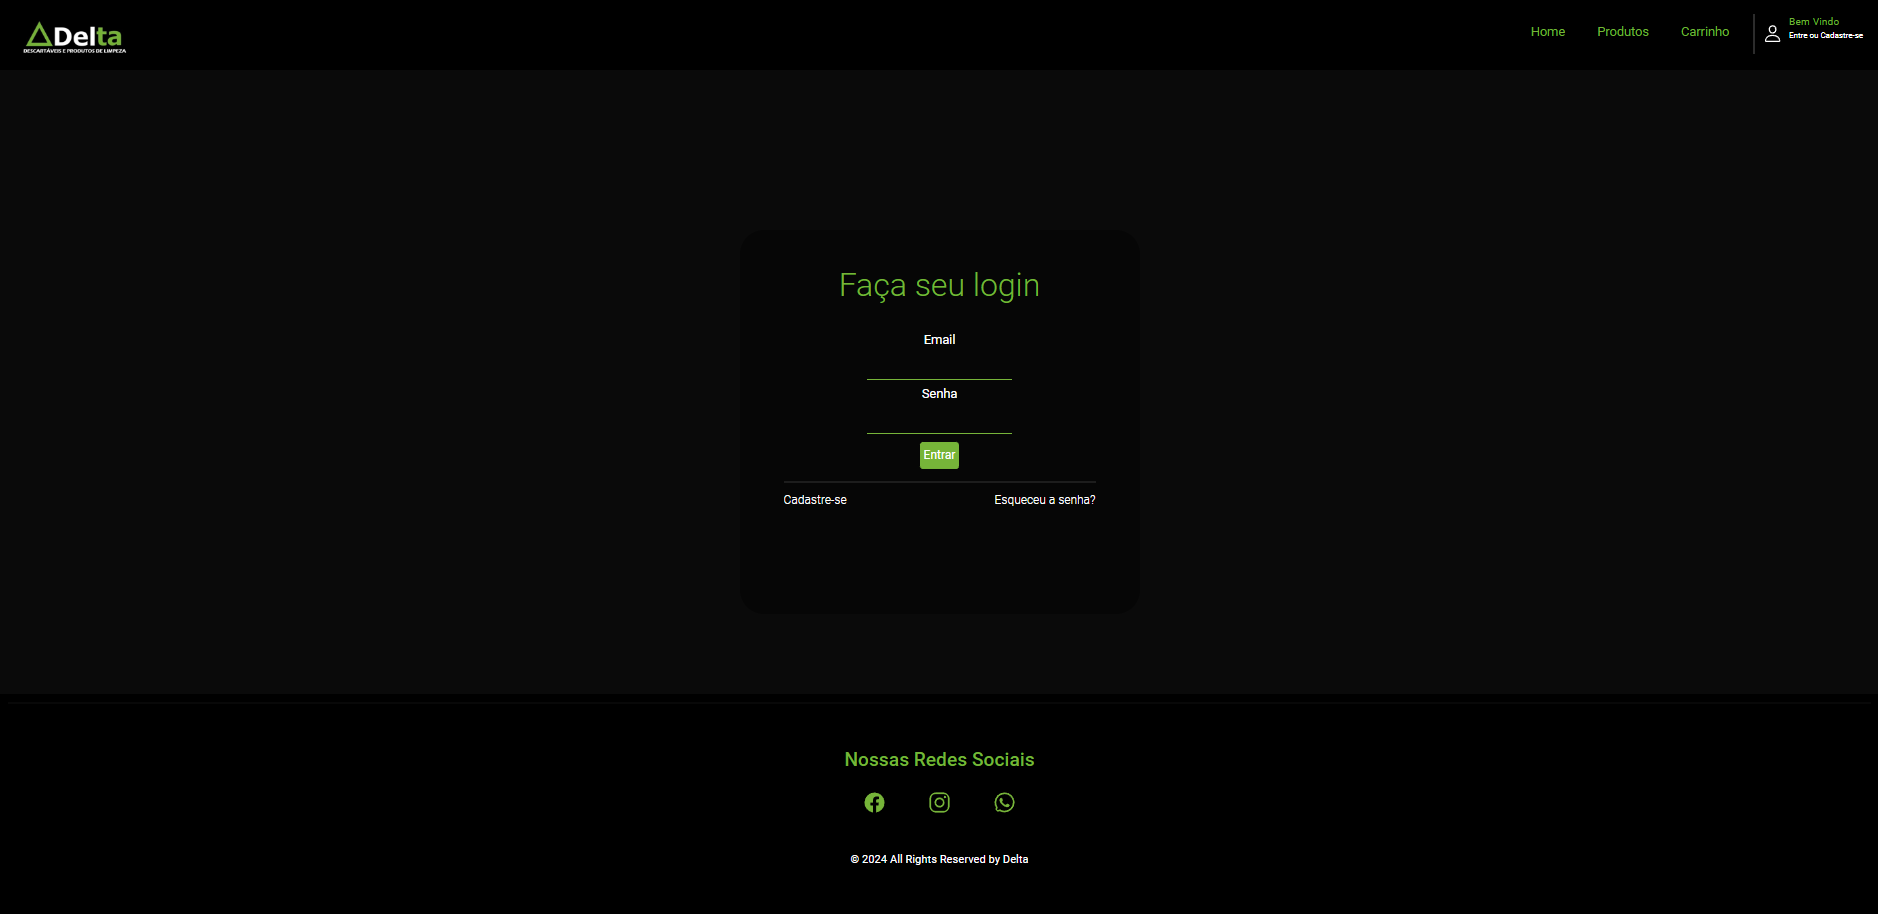 Delta
DESCARTÁVEIS E PRODUTOS DE LIMPEZA
Home
Produtos
Carrinho
Bem Vindo
Entre ou Cadastre-se
Faça seu login
Email
Senha
Entrar
Cadastre-se
Esqueceu a senha?
Nossas Redes Sociais
© 2024 All Rights Reserved by Delta